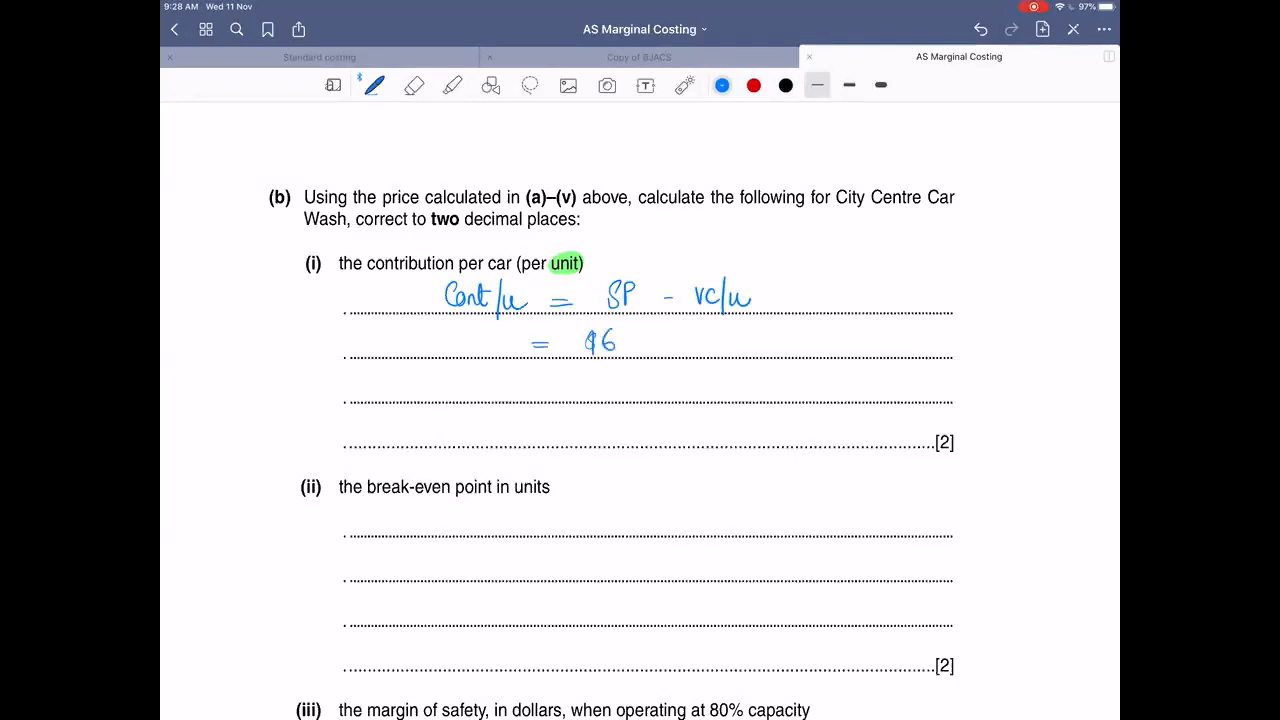 9:28 AM Wed 11 Nov
97%
AS Marginal Costing
Standard costing
Copy of BJACS
AS Marginal Costing
(b) Using the price calculated in (a)–(v) above, calculate the following for City Centre Car
Wash, correct to two decimal places:
(i) the contribution per car (per unit)
Cont/u = SP - VC/u
= $6
[2]
(ii) the break-even point in units
[2]
(iii) the margin of safety, in dollars, when operating at 80% capacity